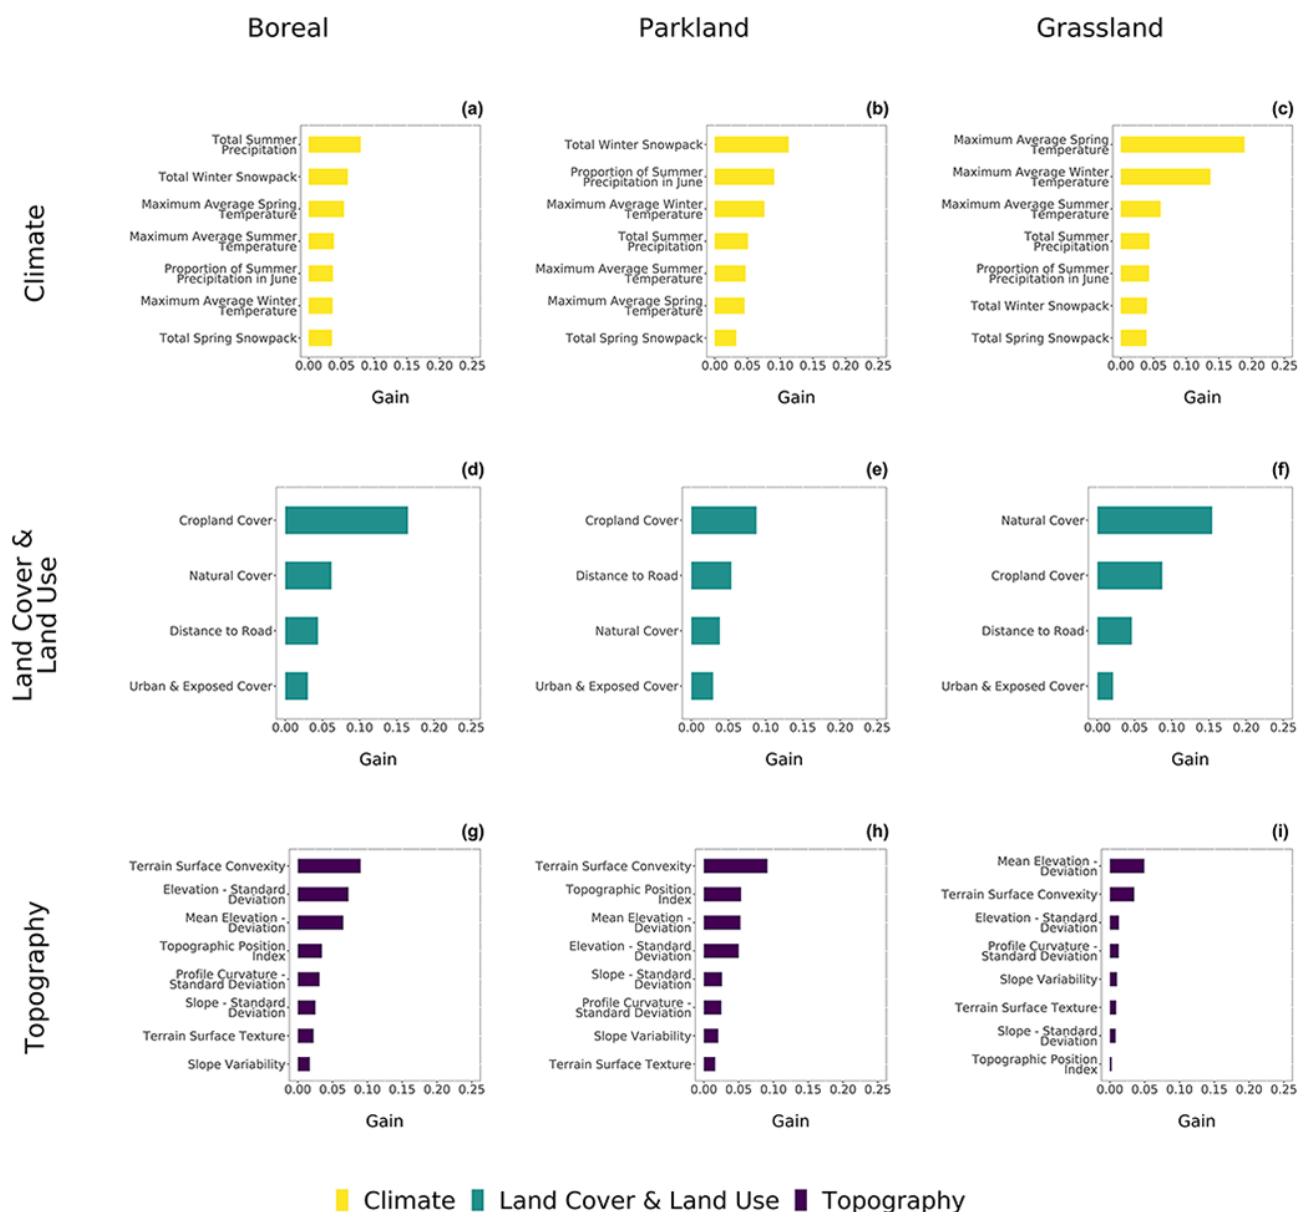 Boreal
Parkland
Grassland
Climate
(a)
Total Summer
Precipitation
Total Winter Snowpack
Maximum Average Spring
Temperature
Maximum Average Summer
Temperature
Proportion of Summer
Precipitation in June
Maximum Average Winter
Temperature
Total Spring Snowpack
0.00 0.05 0.10 0.15 0.20 0.25
Gain
(b)
Total Winter Snowpack
Proportion of Summer
Precipitation in June
Maximum Average Winter
Temperature
Total Summer
Precipitation
Maximum Average Summer
Temperature
Maximum Average Spring
Temperature
Total Spring Snowpack
0.00 0.05 0.10 0.15 0.20 0.25
Gain
(c)
Maximum Average Spring
Temperature
Maximum Average Winter
Temperature
Maximum Average Summer
Temperature
Total Summer
Precipitation
Proportion of Summer
Precipitation in June
Total Winter Snowpack
Total Spring Snowpack
0.00 0.05 0.10 0.15 0.20 0.25
Gain
Land Cover &
Land Use
(d)
Cropland Cover
Natural Cover
Distance to Road
Urban & Exposed Cover
0.00 0.05 0.10 0.15 0.20 0.25
Gain
(e)
Cropland Cover
Distance to Road
Natural Cover
Urban & Exposed Cover
0.00 0.05 0.10 0.15 0.20 0.25
Gain
(f)
Natural Cover
Cropland Cover
Distance to Road
Urban & Exposed Cover
0.00 0.05 0.10 0.15 0.20 0.25
Gain
Topography
(g)
Terrain Surface Convexity
Elevation - Standard
Deviation
Mean Elevation -
Deviation
Topographic Position
Index
Profile Curvature -
Standard Deviation
Slope - Standard
Deviation
Terrain Surface Texture
Slope Variability
0.00 0.05 0.10 0.15 0.20 0.25
Gain
(h)
Terrain Surface Convexity
Topographic Position
Index
Mean Elevation -
Deviation
Elevation - Standard
Deviation
Slope - Standard
Deviation
Profile Curvature -
Standard Deviation
Slope Variability
Terrain Surface Texture
0.00 0.05 0.10 0.15 0.20 0.25
Gain
(i)
Mean Elevation -
Deviation
Terrain Surface Convexity
Elevation - Standard
Deviation
Profile Curvature -
Standard Deviation
Slope Variability
Terrain Surface Texture
Slope - Standard
Deviation
Topographic Position
Index
0.00 0.05 0.10 0.15 0.20 0.25
Gain
Climate Land Cover & Land Use Topography